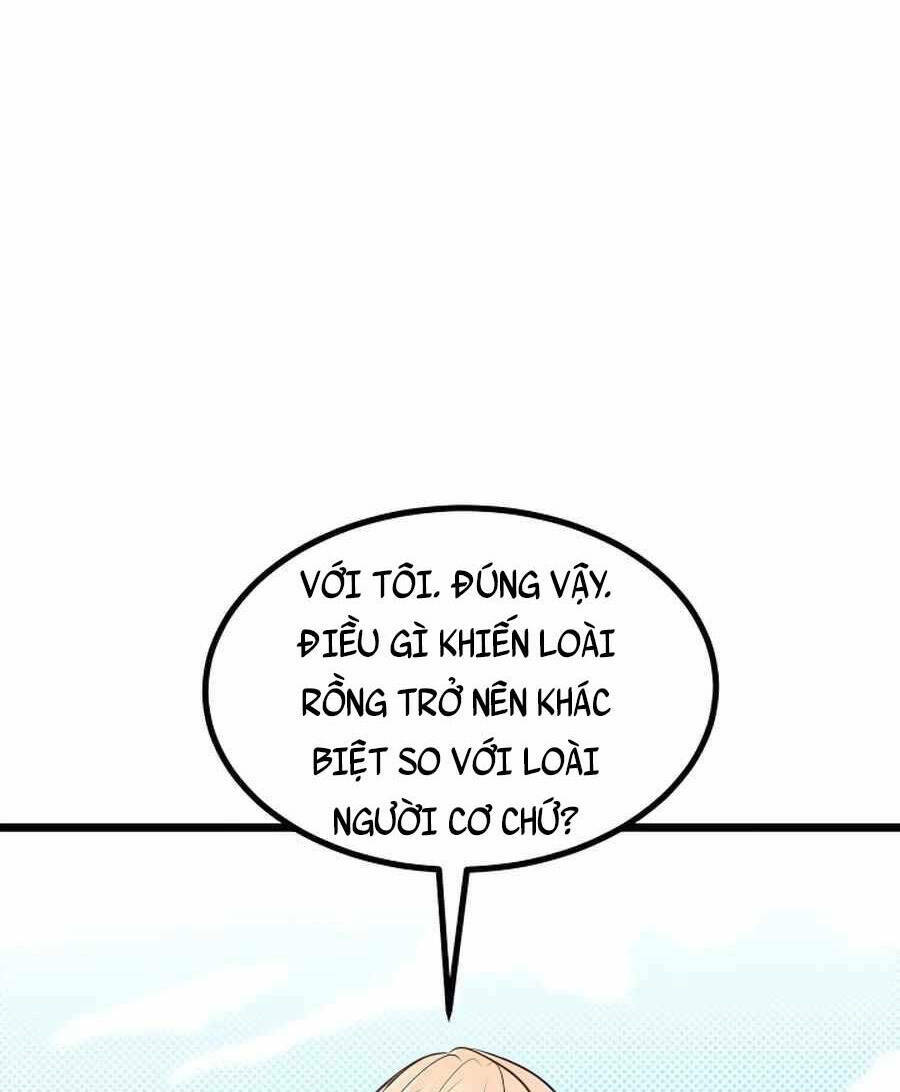 VỚI TÔI. ĐÚNG VẬY.
ĐIỀU GÌ KHIẾN LOÀI
RỒNG TRỞ NÊN KHÁC
BIỆT SO VỚI LOÀI
NGƯỜI CƠ CHỨ?